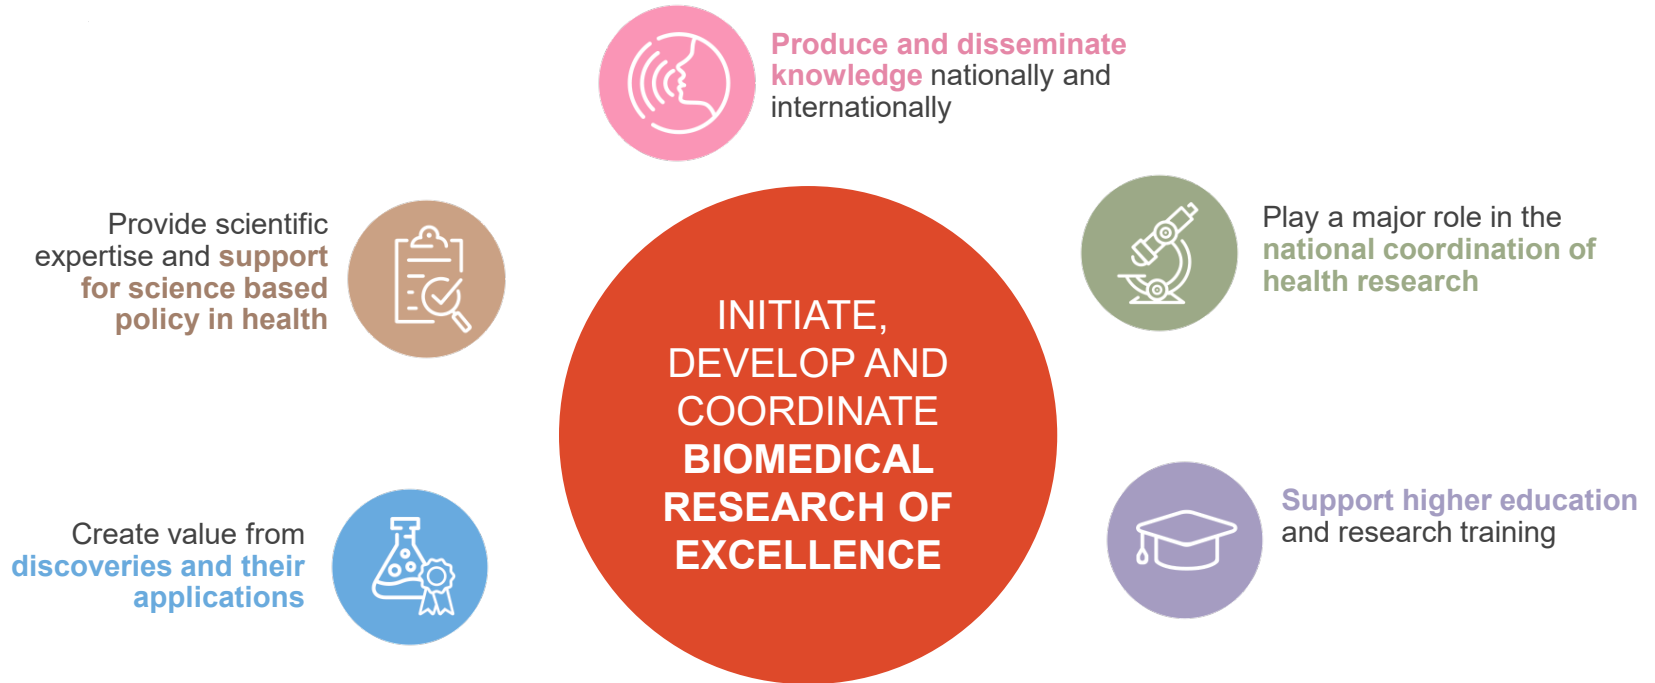 Produce and disseminate
knowledge nationally and
internationally
Provide scientific
expertise and support
for science based
policy in health
Play a major role in the
national coordination of
health research
INITIATE,
DEVELOP AND
COORDINATE
BIOMEDICAL
RESEARCH OF
EXCELLENCE
Create value from
discoveries and their
applications
Support higher education
and research training